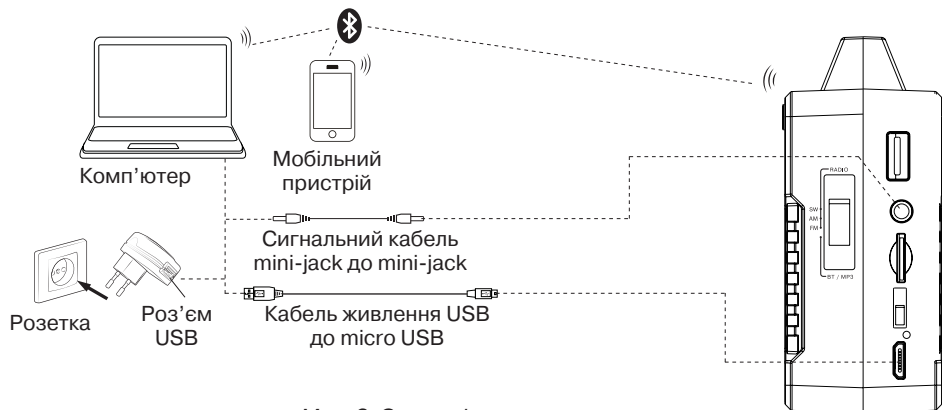 Комп’ютер
Мобільний
пристрій
RADIO
SW
AM
FM
BT / MP3
Сигнальний кабель
mini-jack до mini-jack
Розетка
Роз’єм
USB
Кабель живлення USB
до micro USB